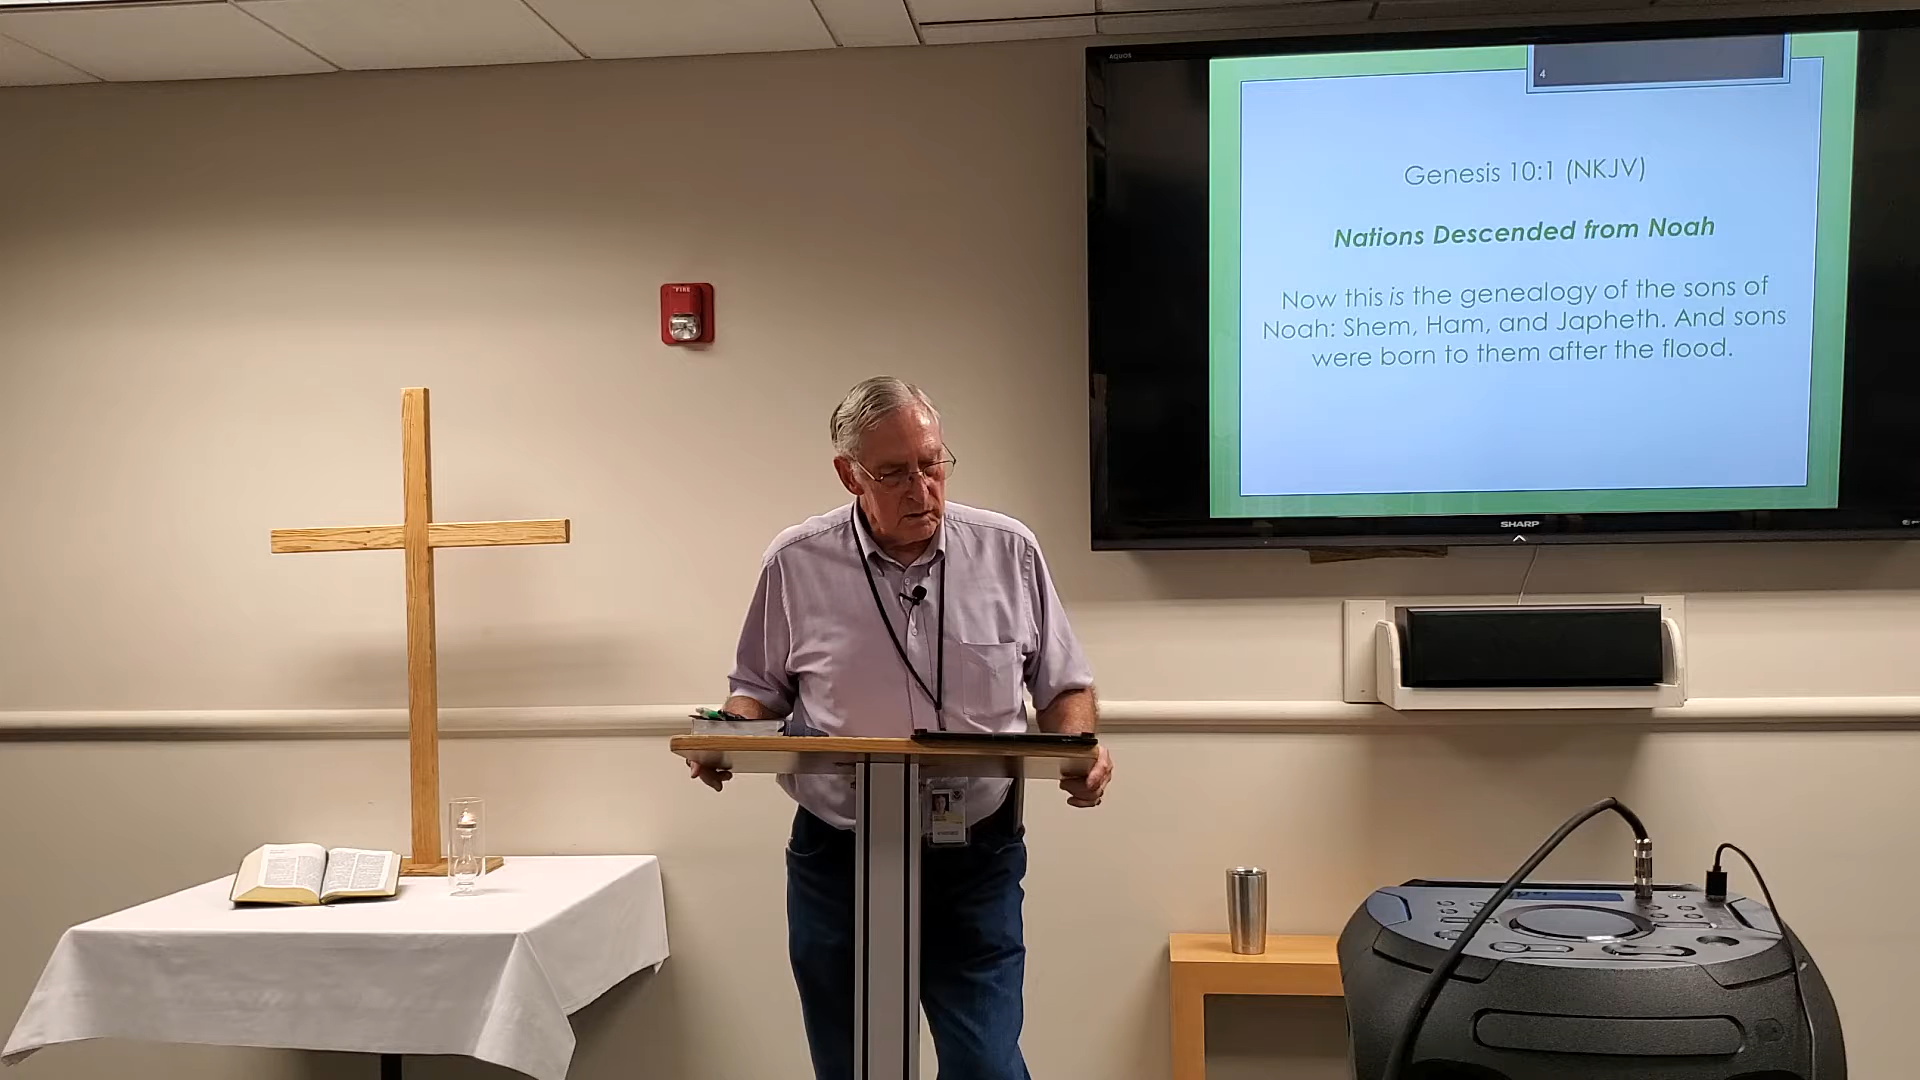 AQUOS
4
Genesis 10:1 (NKJV)
Nations Descended from Noah
Now this is the genealogy of the sons of
Noah: Shem, Ham, and Japheth. And sons
were born to them after the flood.
SHARP
FIRE